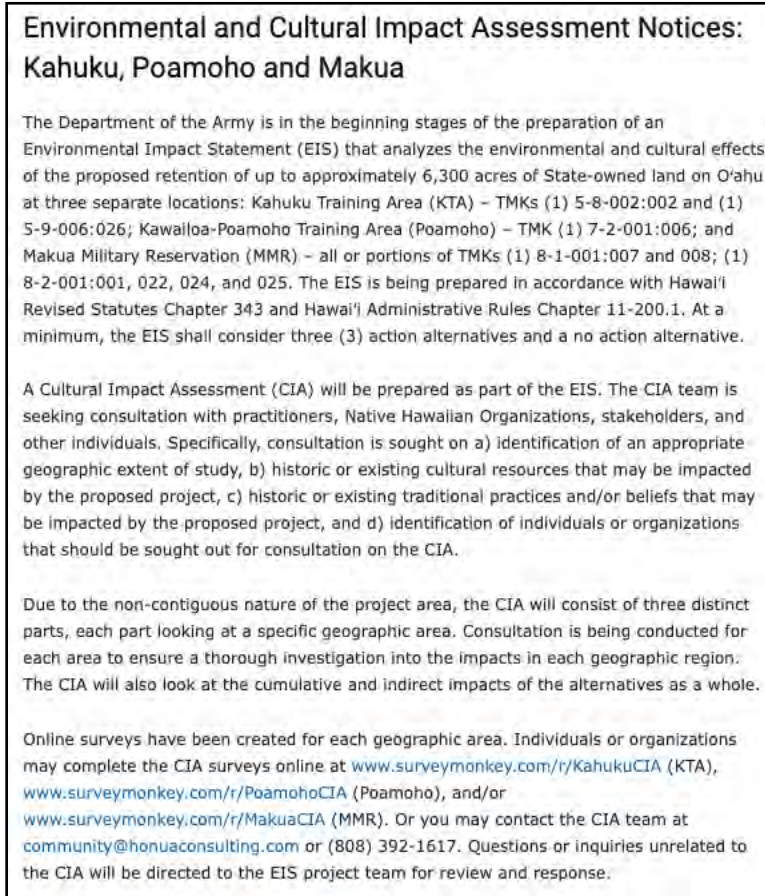 Environmental and Cultural Impact Assessment Notices:
Kahuku, Poamoho and Makua
The Department of the Army is in the beginning stages of the preparation of an
Environmental Impact Statement (EIS) that analyzes the environmental and cultural effects
of the proposed retention of up to approximately 6,300 acres of State-owned land on Oʻahu
at three separate locations: Kahuku Training Area (KTA) – TMKs (1) 5-8-002:002 and (1)
5-9-006:026; Kawailoa-Poamoho Training Area (Poamoho) – TMK (1) 7-2-001:006; and
Makua Military Reservation (MMR) – all or portions of TMKs (1) 8-1-001:007 and 008; (1)
8-2-001:001, 022, 024, and 025. The EIS is being prepared in accordance with Hawaiʻi
Revised Statutes Chapter 343 and Hawaiʻi Administrative Rules Chapter 11-200.1. At a
minimum, the EIS shall consider three (3) action alternatives and a no action alternative.
A Cultural Impact Assessment (CIA) will be prepared as part of the EIS. The CIA team is
seeking consultation with practitioners, Native Hawaiian Organizations, stakeholders, and
other individuals. Specifically, consultation is sought on a) identification of an appropriate
geographic extent of study, b) historic or existing cultural resources that may be impacted
by the proposed project, c) historic or existing traditional practices and/or beliefs that may
be impacted by the proposed project, and d) identification of individuals or organizations
that should be sought out for consultation on the CIA.
Due to the non-contiguous nature of the project area, the CIA will consist of three distinct
parts, each part looking at a specific geographic area. Consultation is being conducted for
each area to ensure a thorough investigation into the impacts in each geographic region.
The CIA will also look at the cumulative and indirect impacts of the alternatives as a whole.
Online surveys have been created for each geographic area. Individuals or organizations
may complete the CIA surveys online at www.surveymonkey.com/r/KahukuCIA (KTA),
www.surveymonkey.com/r/PoamohoCIA (Poamoho), and/or
www.surveymonkey.com/r/MakuaCIA (MMR). Or you may contact the CIA team at
community@honuaconsulting.com or (808) 392-1617. Questions or inquiries unrelated to
the CIA will be directed to the EIS project team for review and response.